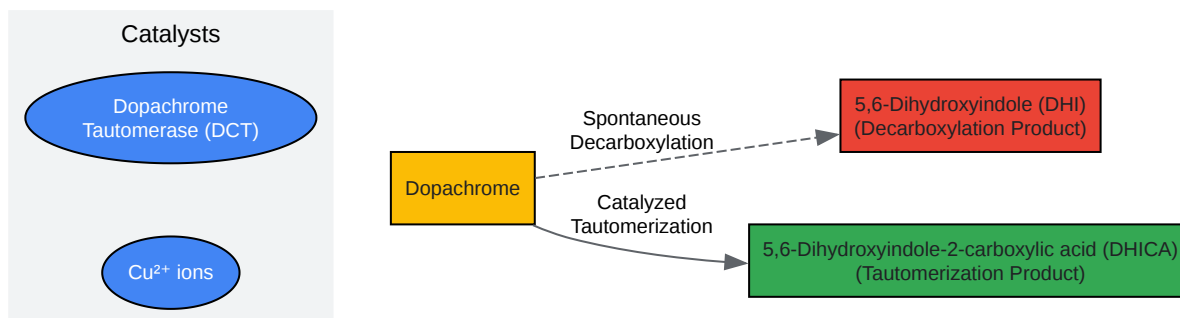 Catalysts
Dopachrome
Tautomerase (DCT)
Cu²⁺ ions
Dopachrome
Spontaneous
Decarboxylation
Catalyzed
Tautomerization
5,6-Dihydroxyindole (DHI)
(Decarboxylation Product)
5,6-Dihydroxyindole-2-carboxylic acid (DHICA)
(Tautomerization Product)